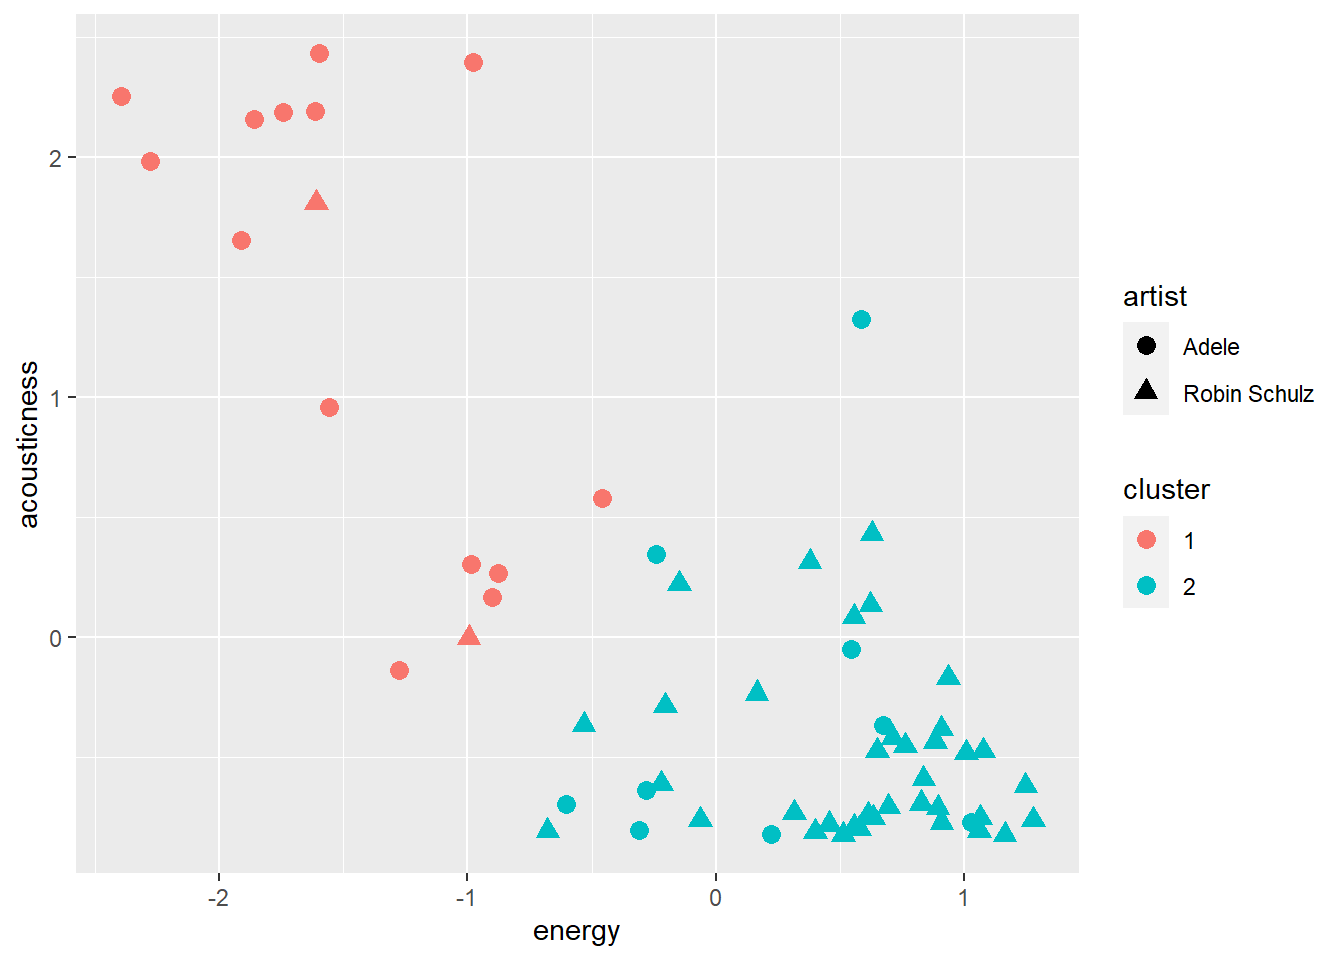 2
1
0
-2
-1
0
1
energy
acousticness
artist
Adele
Robin Schulz
cluster
1
2